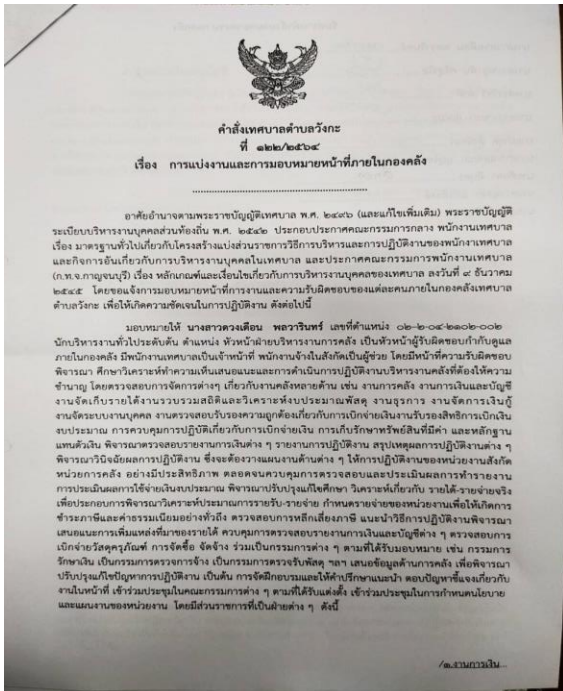 คำสั่งเทศบาลตำบลวังกะ
ที่ ๑๒๒/๒๕๖๔
เรื่อง การแบ่งงานและการมอบหมายหน้าที่ภายในกองคลัง
อาศัยอำนาจตามพระราชบัญญัติเทศบาล พ.ศ. ๒๔๙๖ (และแก้ไขเพิ่มเติม) พระราชบัญญัติ
ระเบียบบริหารงานบุคคลส่วนท้องถิ่น พ.ศ. ๒๕๔๒ ประกอบประกาศคณะกรรมการกลาง พนักงานเทศบาล
เรื่อง มาตรฐานทั่วไปเกี่ยวกับโครงสร้างแบ่งส่วนราชการวิธีการบริหารและการปฏิบัติงานของพนักงานเทศบาล
และกิจการอันเกี่ยวกับการบริหารงานบุคคลในเทศบาล และประกาศคณะกรรมการพนักงานเทศบาล
(ก.ท.จ.กาญจนบุรี) เรื่อง หลักเกณฑ์และเงื่อนไขเกี่ยวกับการบริหารงานบุคคลของเทศบาล ลงวันที่ ๙ ธันวาคม
๒๕๔๕ โดยขอแจ้งการมอบหมายหน้าที่การงานและความรับผิดชอบของแต่ละคนภายในกองคลังเทศบาล
ตำบลวังกะ เพื่อให้เกิดความชัดเจนในการปฏิบัติงาน ดังต่อไปนี้
มอบหมายให้ นางสาวดวงเดือน พลวารินทร์ เลขที่ตำแหน่ง ๐๒-๒-๐๔-๒๑๐๒-๐๐๒
นักบริหารงานทั่วไประดับต้น ตำแหน่ง หัวหน้าฝ่ายบริหารงานการคลัง เป็นหัวหน้าผู้รับผิดชอบกำกับดูแล
ภายในกองคลัง มีพนักงานเทศบาลเป็นเจ้าหน้าที่ พนักงานจ้างในสังกัดเป็นผู้ช่วย โดยมีหน้าที่ความรับผิดชอบ
พิจารณา ศึกษาวิเคราะห์ทำความเห็นเสนอแนะและการดำเนินการปฏิบัติงานบริหารงานคลังที่ต้องให้ความ
ชำนาญ โดยตรวจสอบการจัดการต่างๆ เกี่ยวกับงานคลังหลายด้าน เช่น งานการคลัง งานการเงินและบัญชี
งานจัดเก็บรายได้งานรวบรวมสถิติและวิเคราะห์งบประมาณพัสดุ งานธุรการ งานจัดการเงินกู้
งานจัดระบบงานบุคคล งานตรวจสอบรับรองความถูกต้องเกี่ยวกับการเบิกจ่ายเงินงานรับรองสิทธิการเบิกเงิน
งบประมาณ การควบคุมการปฏิบัติเกี่ยวกับการเบิกจ่ายเงิน การเก็บรักษาทรัพย์สินที่มีค่า และหลักฐาน
แทนตัวเงิน พิจารณาตรวจสอบรายงานการเงินต่าง ๆ รายงานการปฏิบัติงาน สรุปเหตุผลการปฏิบัติงานต่าง ๆ
พิจารณาวินิจฉัยผลการปฏิบัติงาน ซึ่งจะต้องวางแผนงานด้านต่าง ๆ ให้การปฏิบัติงานของหน่วยงานสังกัด
หน่วยการคลัง อย่างมีประสิทธิภาพ ตลอดจนควบคุมการตรวจสอบและประเมินผลการทำรายงาน
การประเมินผลการใช้จ่ายเงินงบประมาณ พิจารณาปรับปรุงแก้ไขศึกษา วิเคราะห์เกี่ยวกับ รายได้-รายจ่ายจริง
เพื่อประกอบการพิจารณาวิเคราะห์ประมาณการรายรับ-รายจ่าย กำหนดรายจ่ายของหน่วยงานเพื่อให้เกิดการ
ชำระภาษีและค่าธรรมเนียมอย่างทั่วถึง ตรวจสอบการหลีกเลี่ยงภาษี แนะนำวิธีการปฏิบัติงานพิจารณา
เสนอแนะการเพิ่มแหล่งที่มาของรายได้ ควบคุมการตรวจสอบรายงานการเงินและบัญชีต่าง ๆ ตรวจสอบการ
เบิกจ่ายวัสดุครุภัณฑ์ การจัดซื้อ จัดจ้าง ร่วมเป็นกรรมการต่าง ๆ ตามที่ได้รับมอบหมาย เช่น กรรมการ
รักษาเงิน เป็นกรรมการตรวจการจ้าง เป็นกรรมการตรวจรับพัสดุ ฯลฯ เสนอข้อมูลด้านการคลัง เพื่อพิจารณา
ปรับปรุงแก้ไขปัญหาการปฏิบัติงาน เป็นต้น การจัดฝึกอบรมและให้คำปรึกษาแนะนำ ตอบปัญหาชี้แจงเกี่ยวกับ
งานในหน้าที่ เข้าร่วมประชุมในคณะกรรมการต่าง ๆ ตามที่ได้รับแต่งตั้ง เข้าร่วมประชุมในการกำหนดนโยบาย
และแผนงานของหน่วยงาน โดยมีส่วนราชการที่เป็นฝ่ายต่าง ๆ ดังนี้
/๑.งานการเงิน...